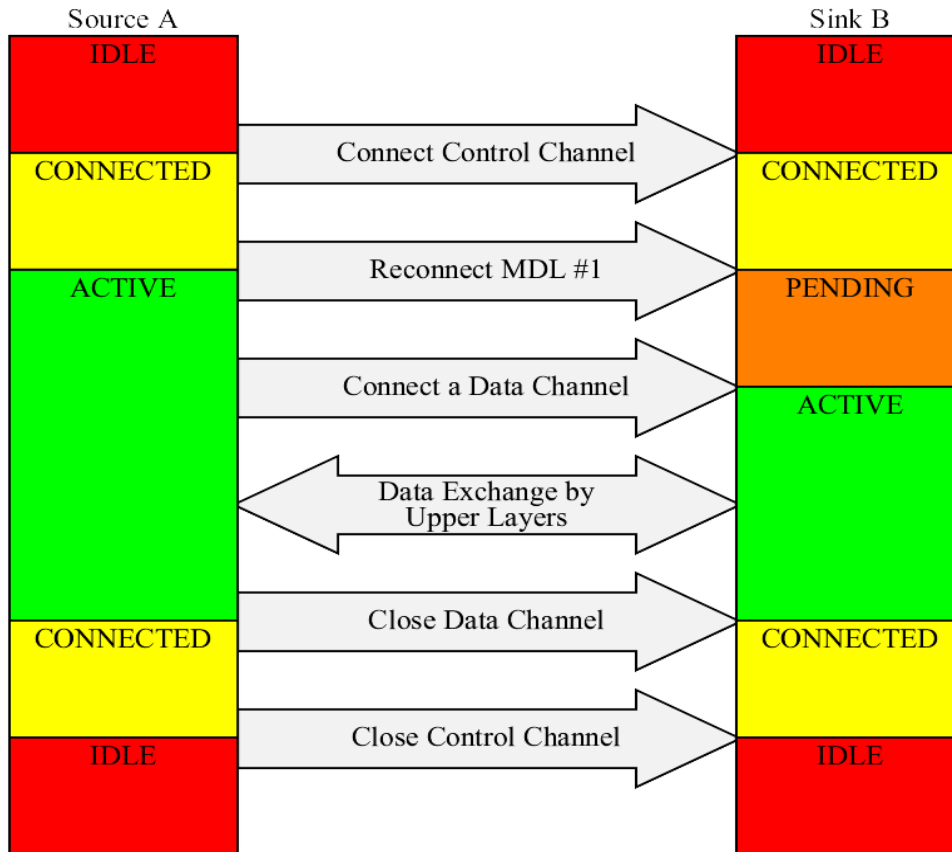 Source A
Sink B
IDLE
IDLE
Connect Control Channel
CONNECTED
CONNECTED
Reconnect MDL #1
ACTIVE
PENDING
Connect a Data Channel
ACTIVE
Data Exchange by
Upper Layers
Close Data Channel
CONNECTED
CONNECTED
Close Control Channel
IDLE
IDLE